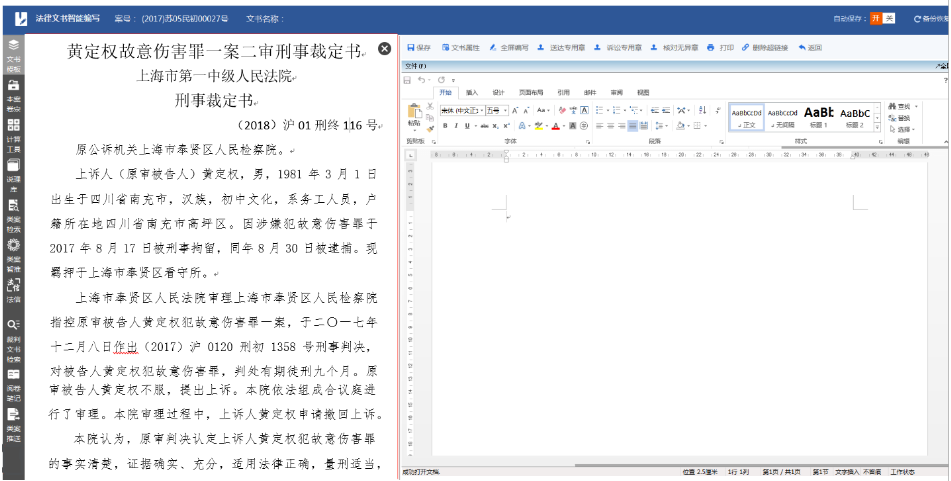 法律文书智能编写 案号：(2017)苏05民初00027号 文书名称：
自动保存：开 关 备份恢复
文书模板
本案卷宗
计算工具
说理库
类案检索
类案智推
法信
裁判文书检索
阅卷笔记
类案推送
黄定权故意伤害罪一案二审刑事裁定书
上海市第一中级人民法院
刑事裁定书
（2018）沪 01 刑终 116 号
原公诉机关上海市奉贤区人民检察院。
上诉人（原审被告人）黄定权，男，1981 年 3 月 1 日
出生于四川省南充市，汉族，初中文化，系务工人员，户
籍所在地四川省南充市高坪区。因涉嫌犯故意伤害罪于
2017 年 8 月 17 日被刑事拘留，同年 8 月 30 日被逮捕。现
羁押于上海市奉贤区看守所。
上海市奉贤区人民法院审理上海市奉贤区人民检察院
指控原审被告人黄定权犯故意伤害罪一案，于二〇一七年
十二月八日作出（2017）沪 0120 刑初 1358 号刑事判决，
对被告人黄定权犯故意伤害罪，判处有期徒刑九个月。原
审被告人黄定权不服，提出上诉。本院依法组成合议庭进
行了审理。本院审理过程中，上诉人黄定权申请撤回上诉。
本院认为，原审判决认定上诉人黄定权犯故意伤害罪
的事实清楚，证据确实、充分，适用法律正确，量刑适当，
保存 文书属性 全屏编写 送达专用章 诉讼专用章 核对无异章 打印 删除超链接 返回
文件(F)
开始 插入 设计 页面布局 引用 邮件 审阅 视图
粘贴 宋体 (中文正) 五号
AaBbCcDd AaBbCcDd AaBb AaBbC
正文 无间隔 标题 1 标题 2
查找
替换
选择
剪贴板 字体 段落 样式 编辑
成功打开文档. 位置 2.5厘米 1行 1列 第1页 / 共1页 第1节 文字插入 不留痕 工作状态